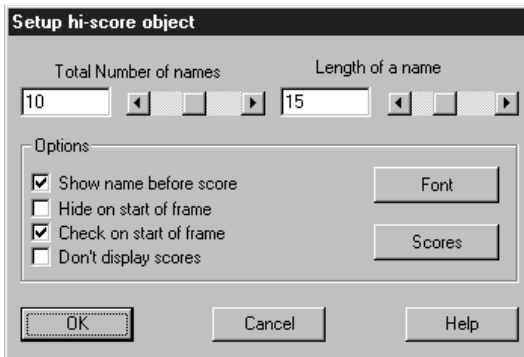 Setup hi-score object
Total Number of names
Length of a name
10
15
Options
Show name before score
Hide on start of frame
Check on start of frame
Don't display scores
Font
Scores
OK
Cancel
Help